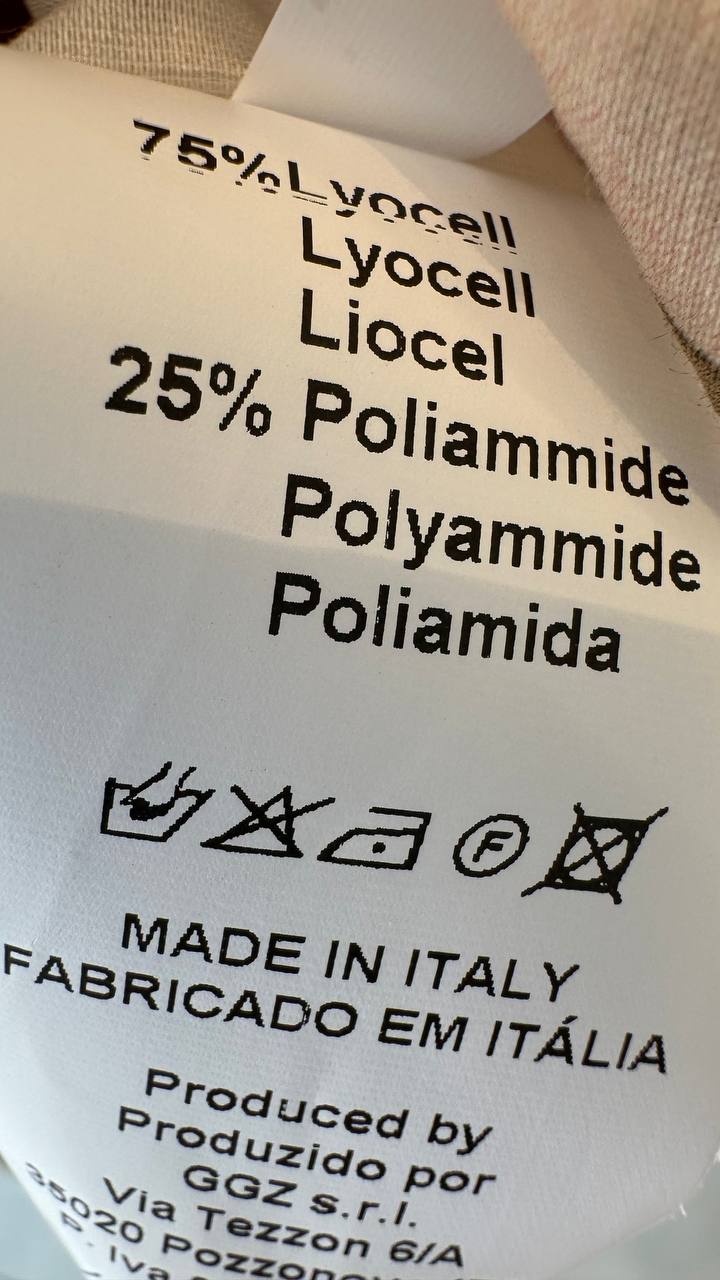 75% Lyocell
Lyocell
Liocel
25% Poliammide
Polyammide
Poliamida
F
MADE IN ITALY
FABRICADO EM ITÁLIA
Produced by
Produzido por
GGZ s.r.l.
Via Tezzon 6/A
35020
P. Iva